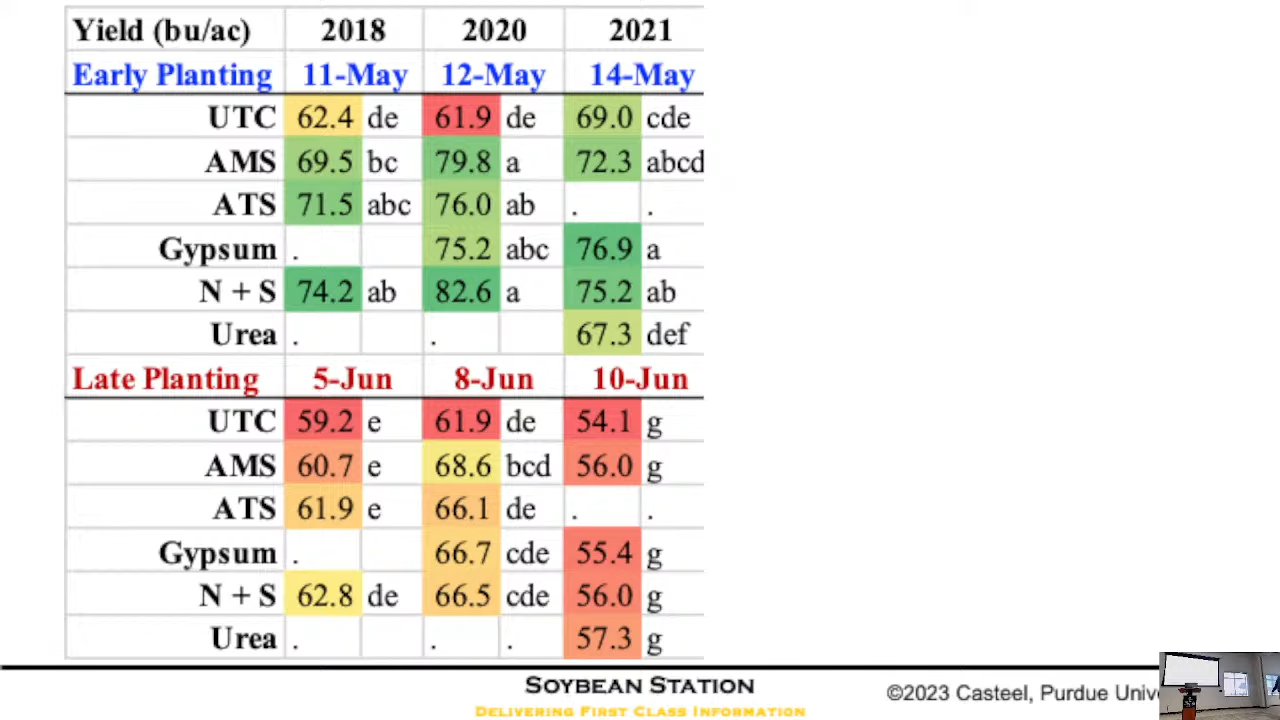 Yield (bu/ac) 2018 2020 2021
Early Planting 11-May 12-May 14-May
UTC 62.4 de 61.9 de 69.0 cde
AMS 69.5 bc 79.8 a 72.3 abcd
ATS 71.5 abc 76.0 ab . .
Gypsum . 75.2 abc 76.9 a
N + S 74.2 ab 82.6 a 75.2 ab
Urea . . 67.3 def
Late Planting 5-Jun 8-Jun 10-Jun
UTC 59.2 e 61.9 de 54.1 g
AMS 60.7 e 68.6 bcd 56.0 g
ATS 61.9 e 66.1 de . .
Gypsum . 66.7 cde 55.4 g
N + S 62.8 de 66.5 cde 56.0 g
Urea . . . 57.3 g
SOYBEAN STATION
DELIVERING FIRST CLASS INFORMATION
©2023 Casteel, Purdue